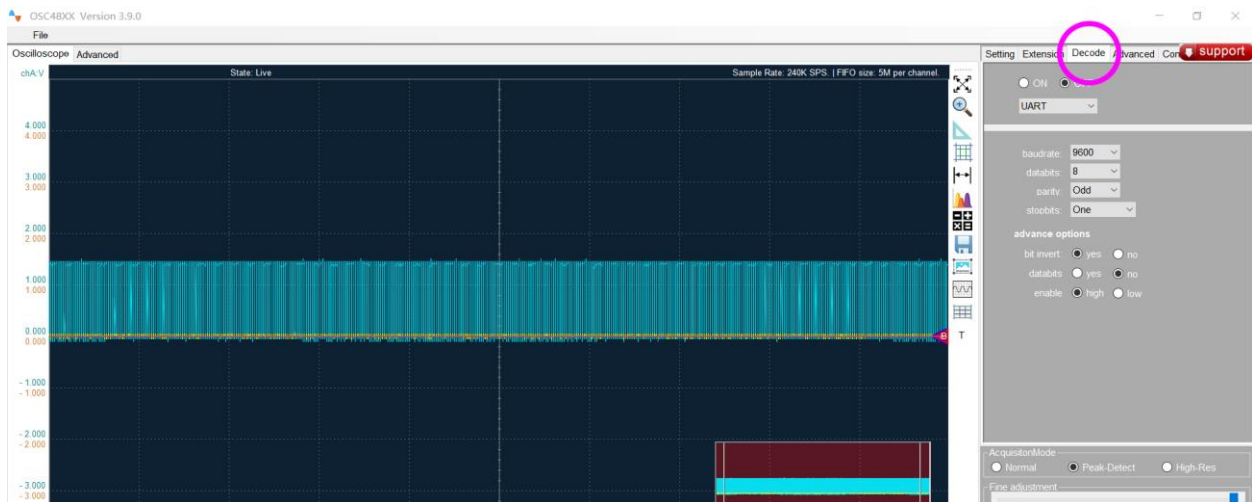 OSC48XX Version 3.9.0
File
Oscilloscope Advanced
Setting Extension Decode Advanced support
chA:V State: Live Sample Rate: 240K SPS. | FIFO size: 5M per channel.
ON
UART
4.000
4.000
baudrate: 9600
databits: 8
3.000
3.000
parity: Odd
stopbits: One
2.000
2.000
advance options
bit invert: yes no
1.000
1.000
databits: yes no
enable: high low
0.000
0.000
T
- 1.000
- 1.000
- 2.000
- 2.000
AcquisitonMode
Normal Peak-Detect High-Res
- 3.000
- 3.000
Fine adjustment